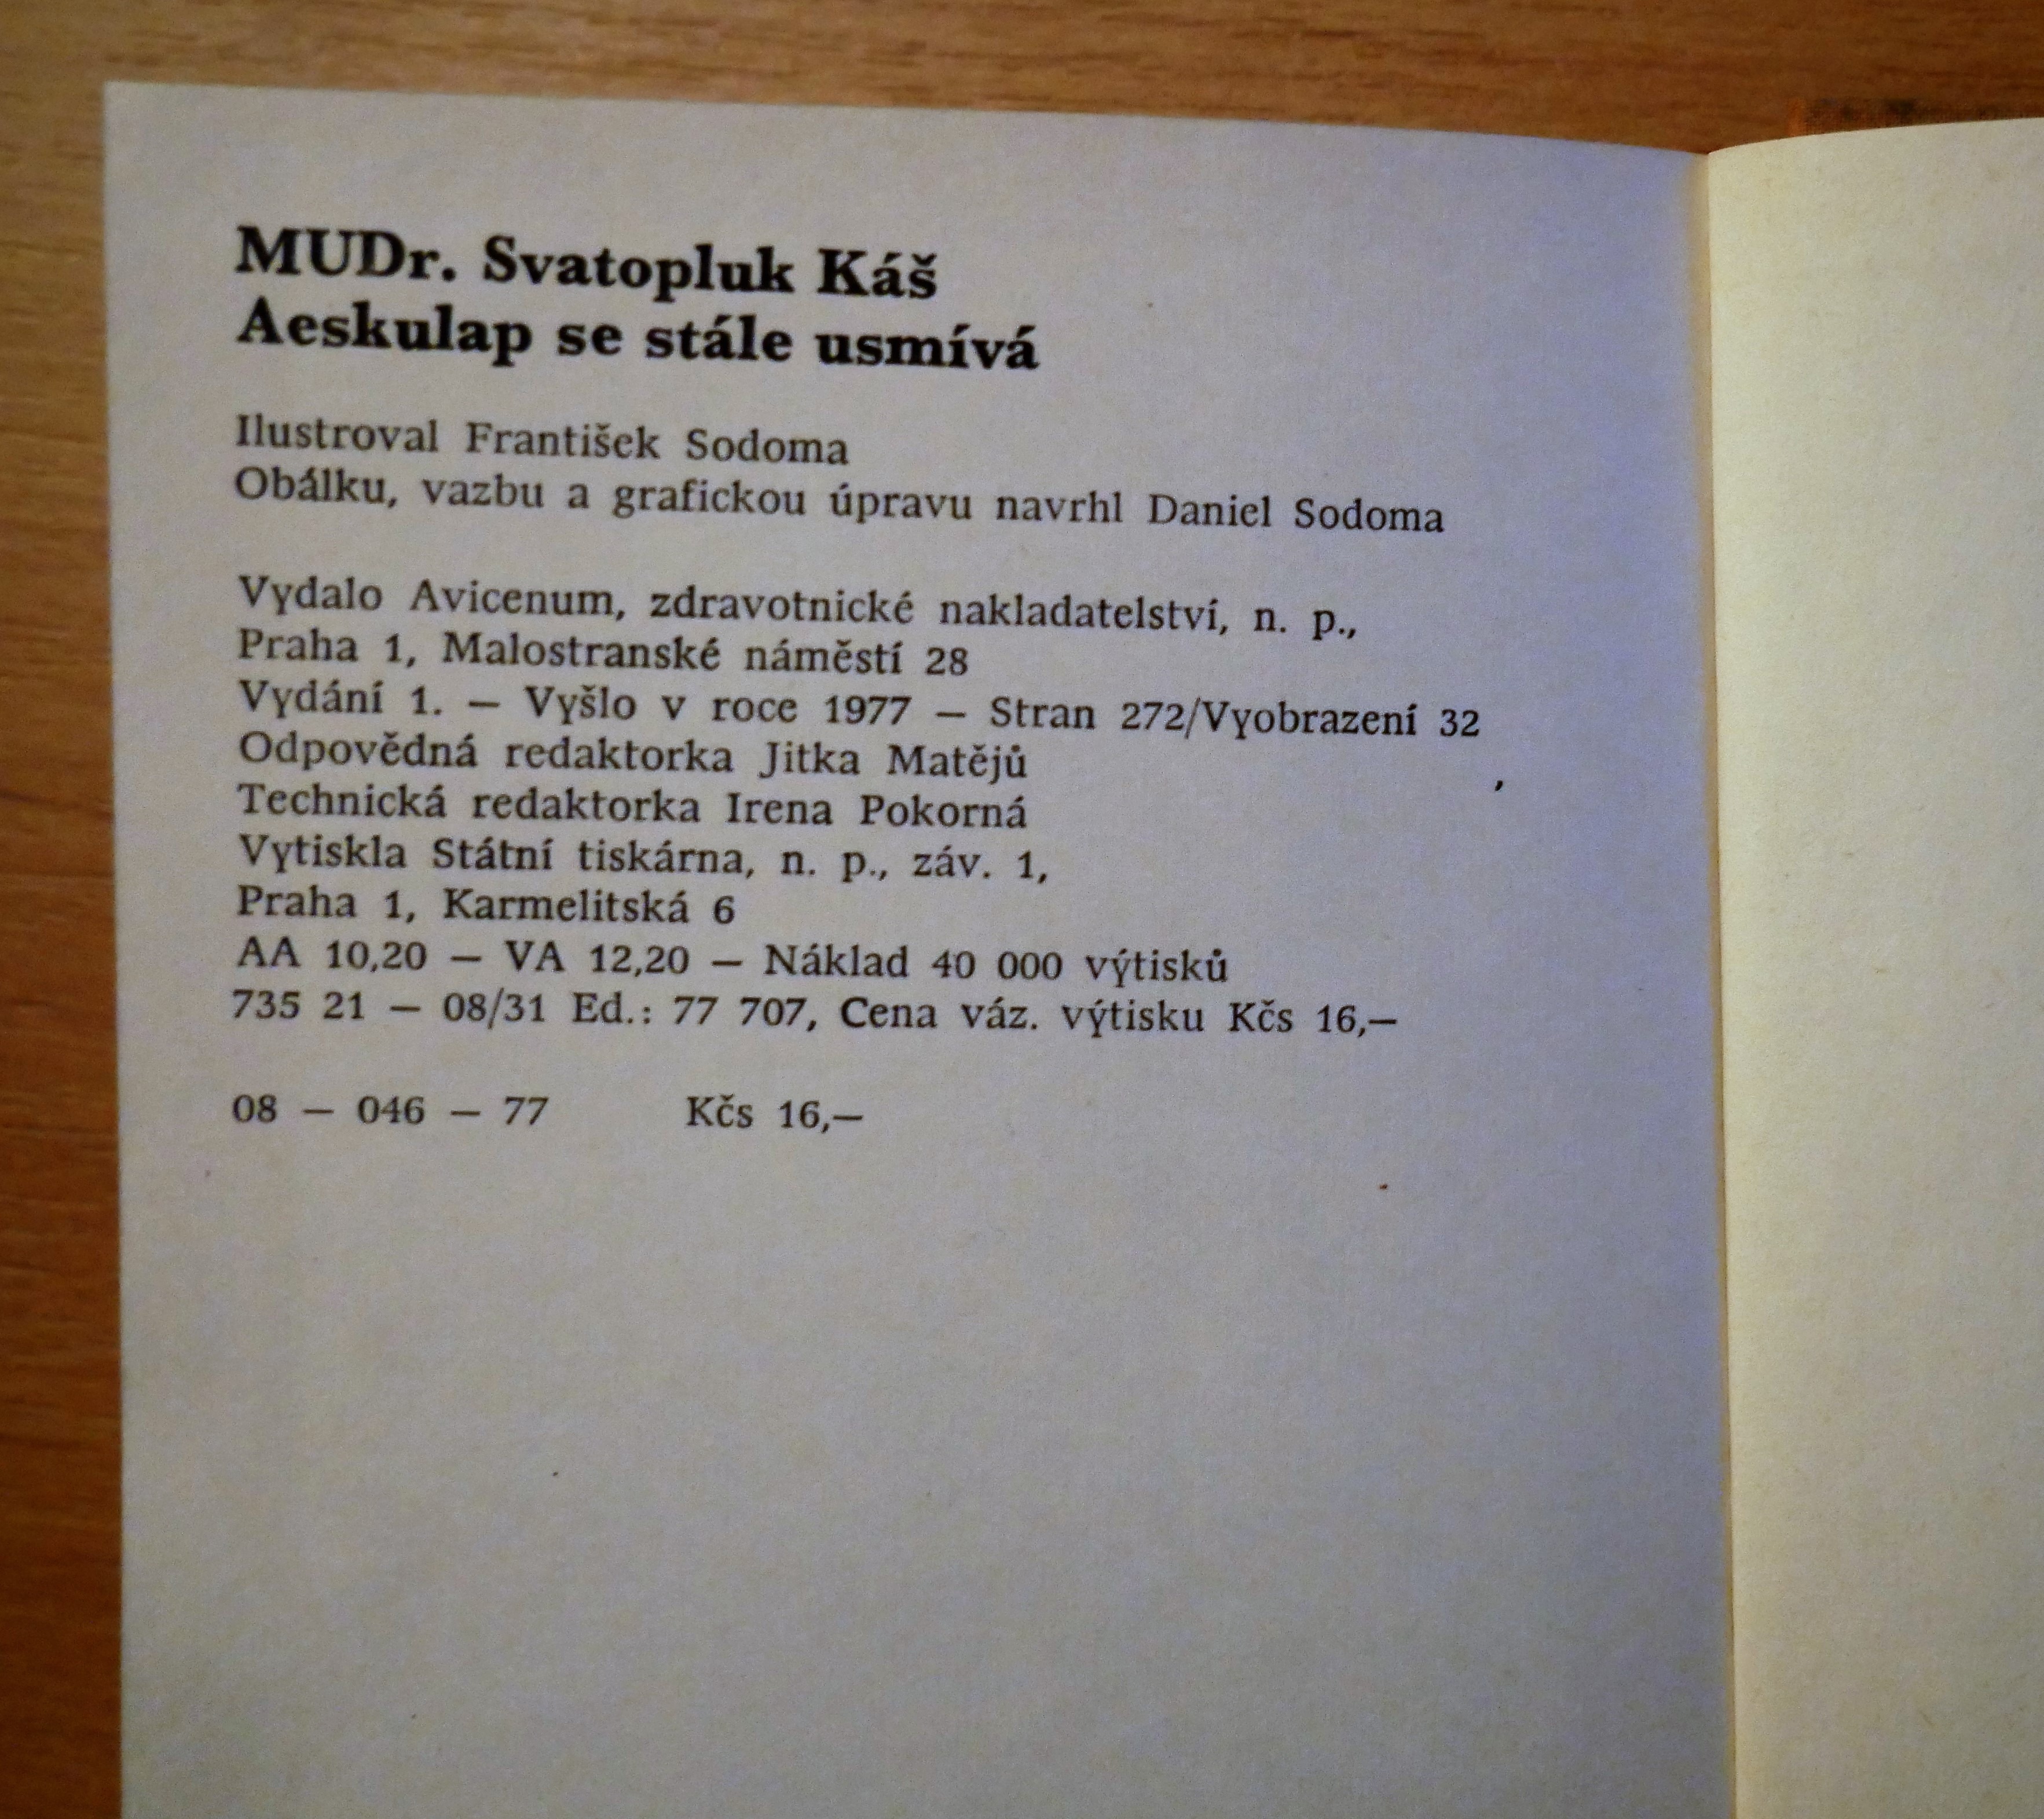 MUDr. Svatopluk Káš
Aeskulap se stále usmívá
Ilustroval František Sodoma
Obálku, vazbu a grafickou úpravu navrhl Daniel Sodoma
Vydalo Avicenum, zdravotnické nakladatelství, n. p.,
Praha 1, Malostranské náměstí 28
Vydání 1. — Vyšlo v roce 1977 — Stran 272/Vyobrazení 32
Odpovědná redaktorka Jitka Matějů
Technická redaktorka Irena Pokorná
Vytiskla Státní tiskárna, n. p., záv. 1,
Praha 1, Karmelitská 6
AA 10,20 — VA 12,20 — Náklad 40 000 výtisků
735 21 — 08/31 Ed.: 77 707, Cena váz. výtisku Kčs 16,—
08 — 046 — 77 Kčs 16,—